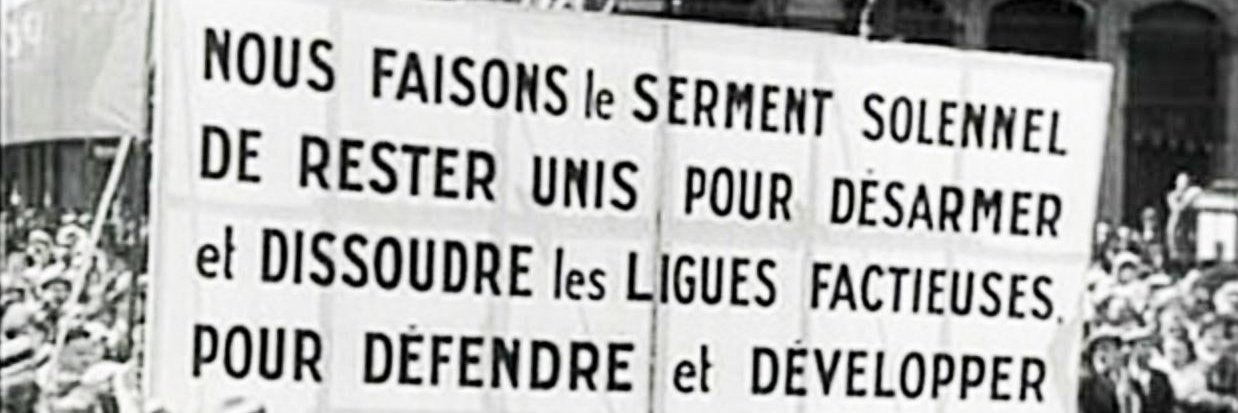 NOUS FAISONS le SERMENT SOLENNEL
DE RESTER UNIS POUR DÉSARMER
et DISSOUDRE les LIGUES FACTIEUSES.
POUR DÉFENDRE et DÉVELOPPER